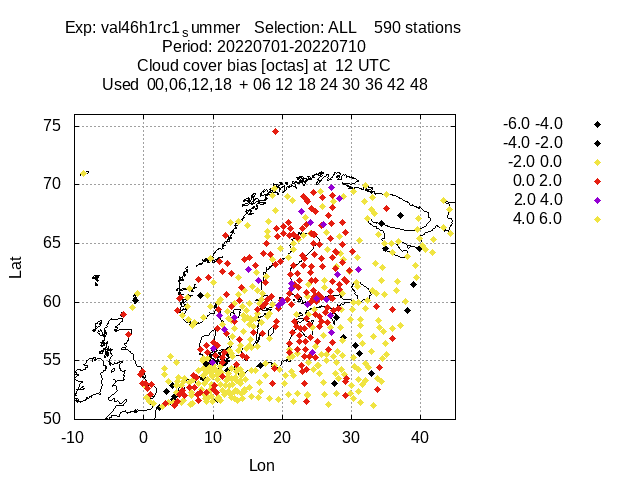 Exp: val46h1rc1summer Selection: ALL 590 stations
Period: 20220701-20220710
Cloud cover bias [octas] at 12 UTC
Used 00,06,12,18 + 06 12 18 24 30 36 42 48
-6.0 -4.0
-4.0 -2.0
-2.0 0.0
0.0 2.0
2.0 4.0
4.0 6.0
75
70
65
60
55
50
Lat
-10 0 10 20 30 40
Lon